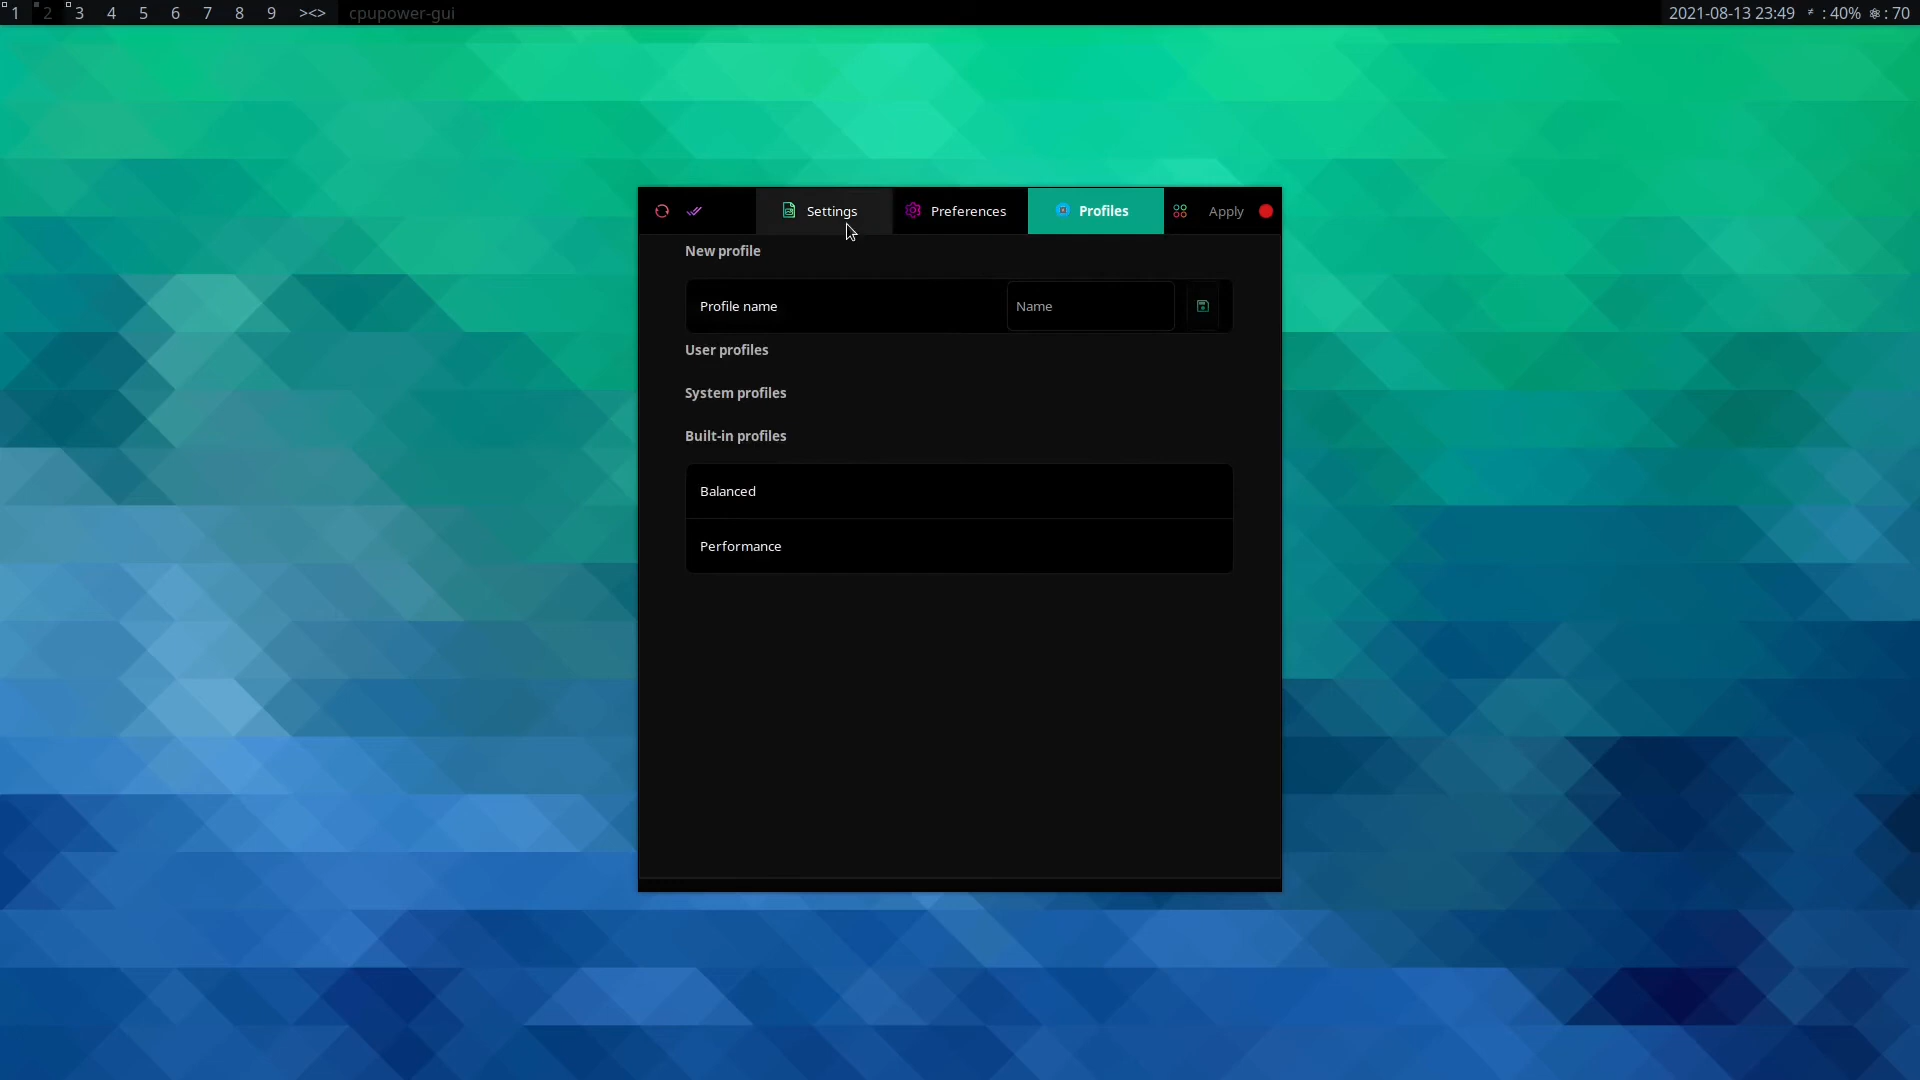 1 2 3 4 5 6 7 8 9 ><> cpupower-gui 2021-08-13 23:49 ≠ : 40% ⚛ : 70
Settings Preferences Profiles Apply
New profile
Profile name Name
User profiles
System profiles
Built-in profiles
Balanced
Performance